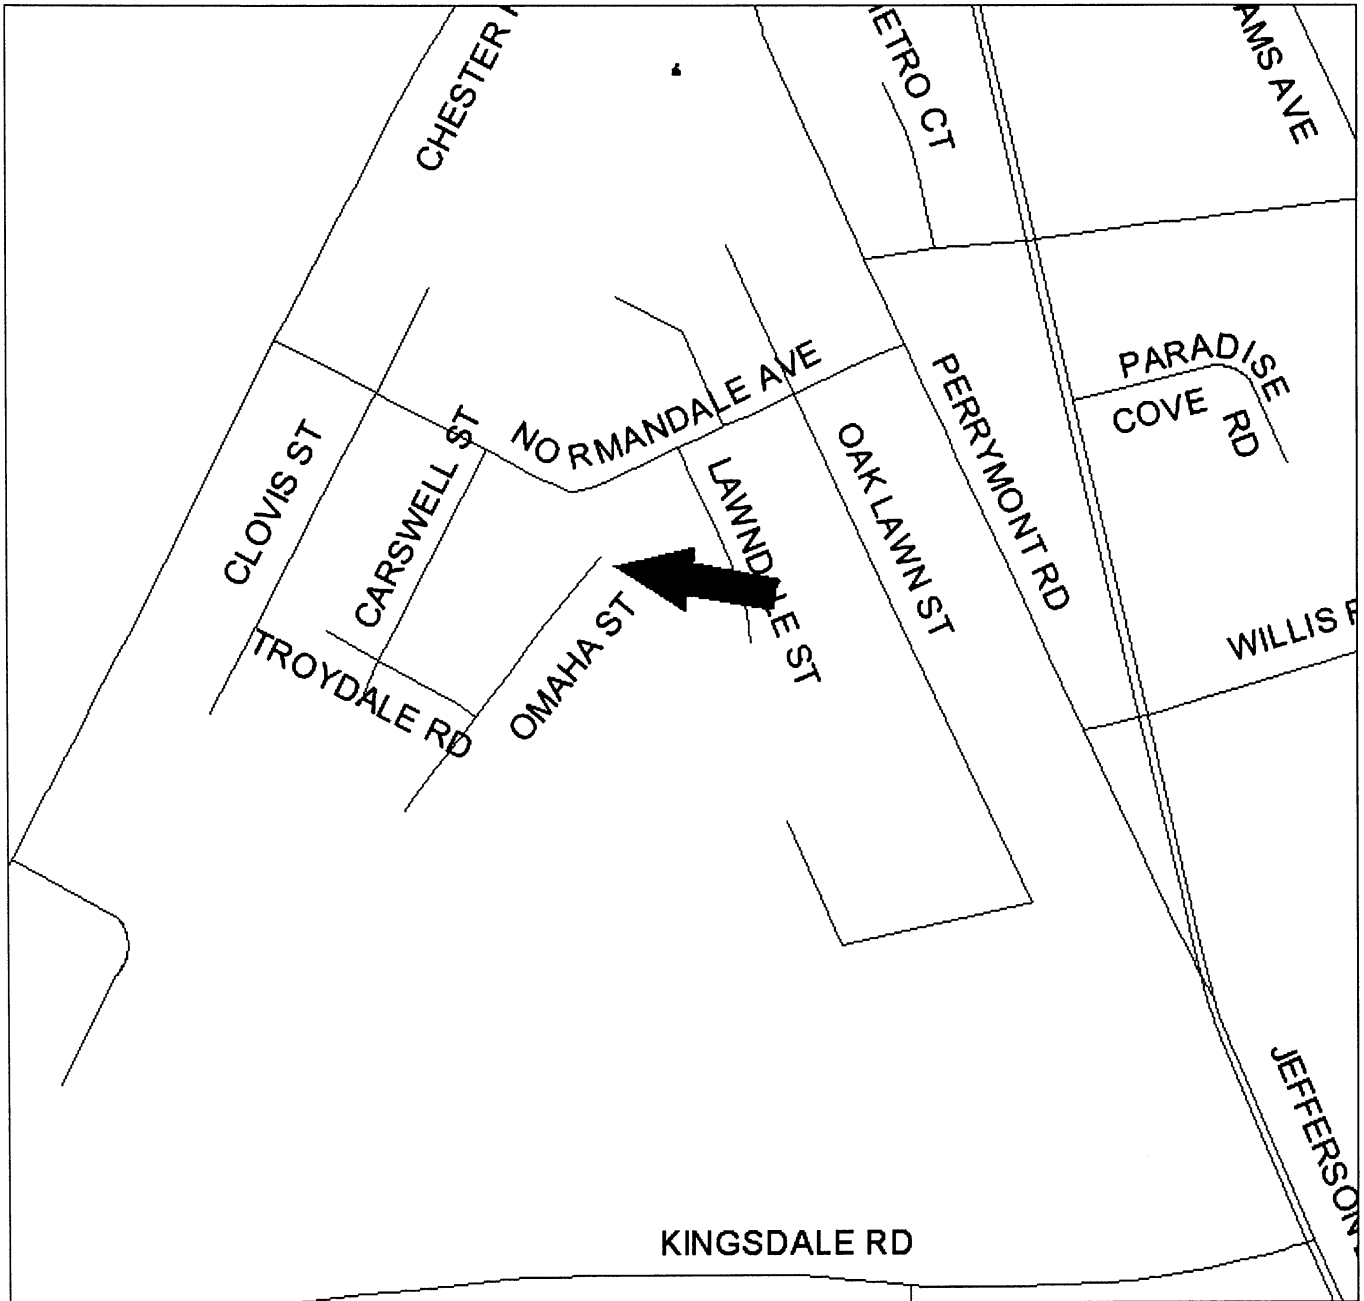 CHESTER
ETRO CT
AMS AVE
PARADISE
COVE RD
NORMANDALE AVE
PERRYMONT RD
CLOVIS ST
CARSWELL ST
LAWNDALE ST
OAK LAWN ST
OMAHA ST
TROYDALE RD
WILLIS
JEFFERSON
KINGSDALE RD